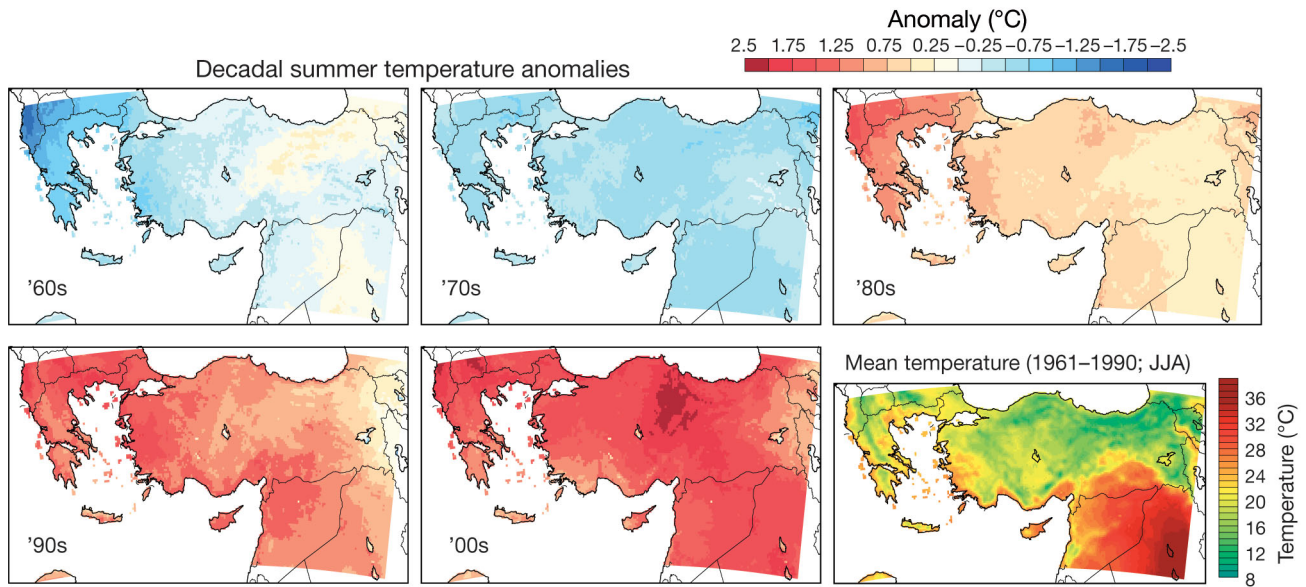 Anomaly (°C)
2.5 1.75 1.25 0.75 0.25 –0.25 –0.75 –1.25 –1.75 –2.5
Decadal summer temperature anomalies
’60s
’70s
’80s
’90s
’00s
Mean temperature (1961–1990; JJA)
36
32
28
24
20
16
12
8
Temperature (°C)